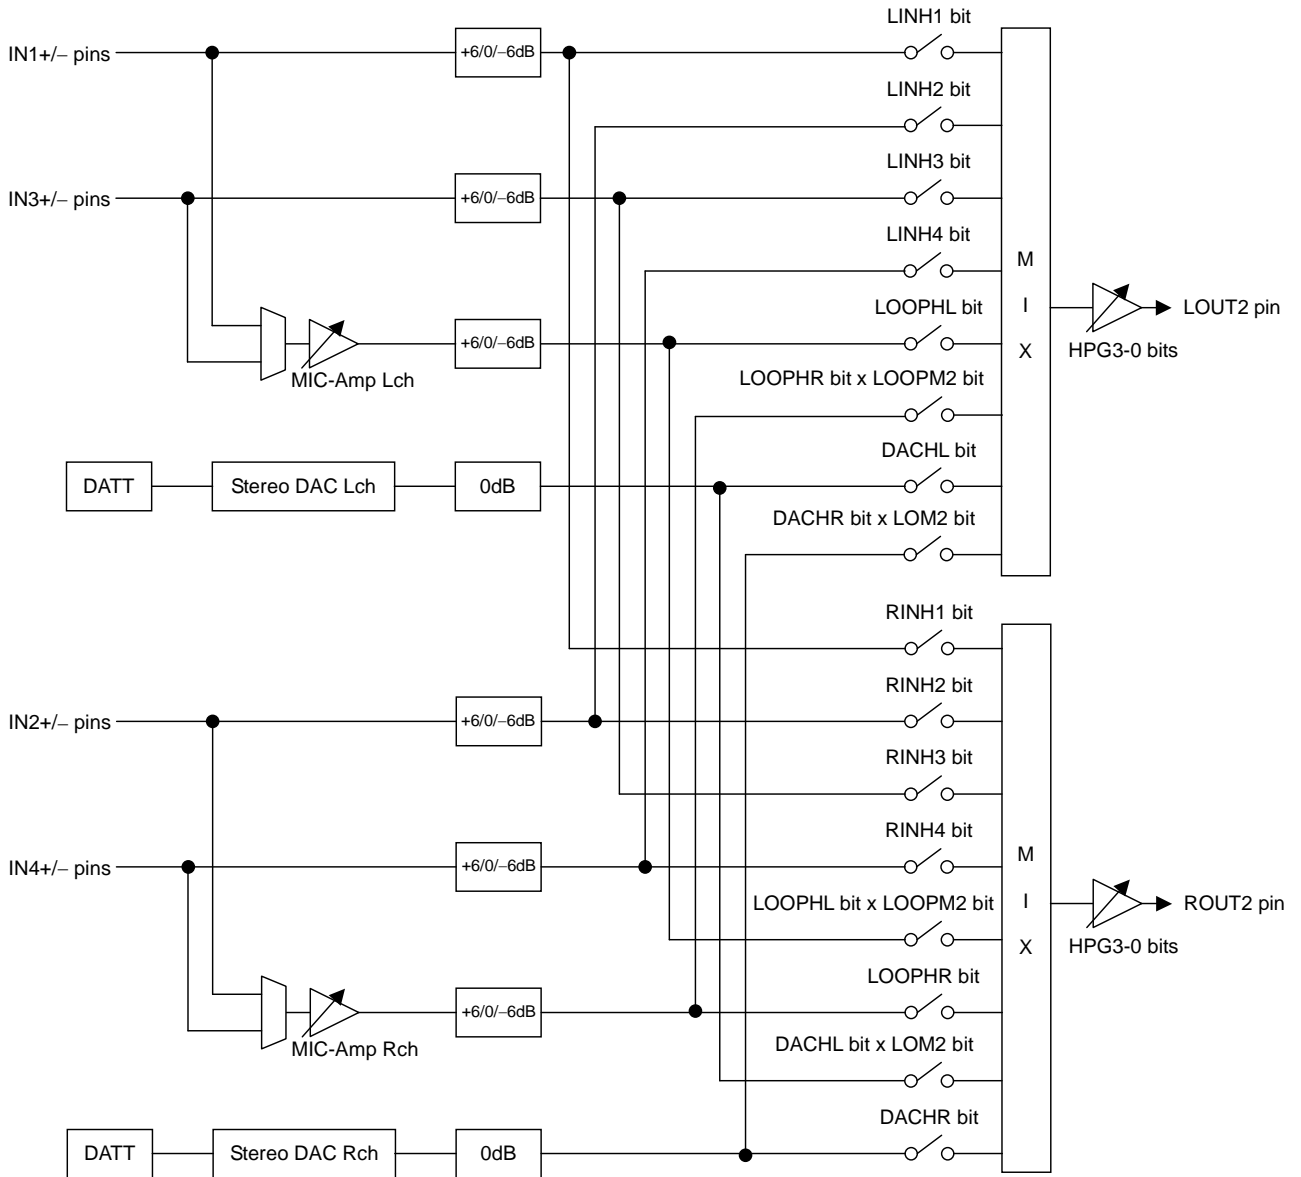 LINH1 bit
IN1+/− pins
+6/0/−6dB
LINH2 bit
LINH3 bit
IN3+/− pins
+6/0/−6dB
LINH4 bit
M
I
X
LOOPHL bit
LOUT2 pin
HPG3-0 bits
+6/0/−6dB
MIC-Amp Lch
LOOPHR bit x LOOPM2 bit
DACHL bit
DATT
Stereo DAC Lch
0dB
DACHR bit x LOM2 bit
RINH1 bit
RINH2 bit
IN2+/− pins
+6/0/−6dB
RINH3 bit
RINH4 bit
IN4+/− pins
+6/0/−6dB
M
I
X
LOOPHL bit x LOOPM2 bit
ROUT2 pin
HPG3-0 bits
LOOPHR bit
+6/0/−6dB
MIC-Amp Rch
DACHL bit x LOM2 bit
DACHR bit
DATT
Stereo DAC Rch
0dB